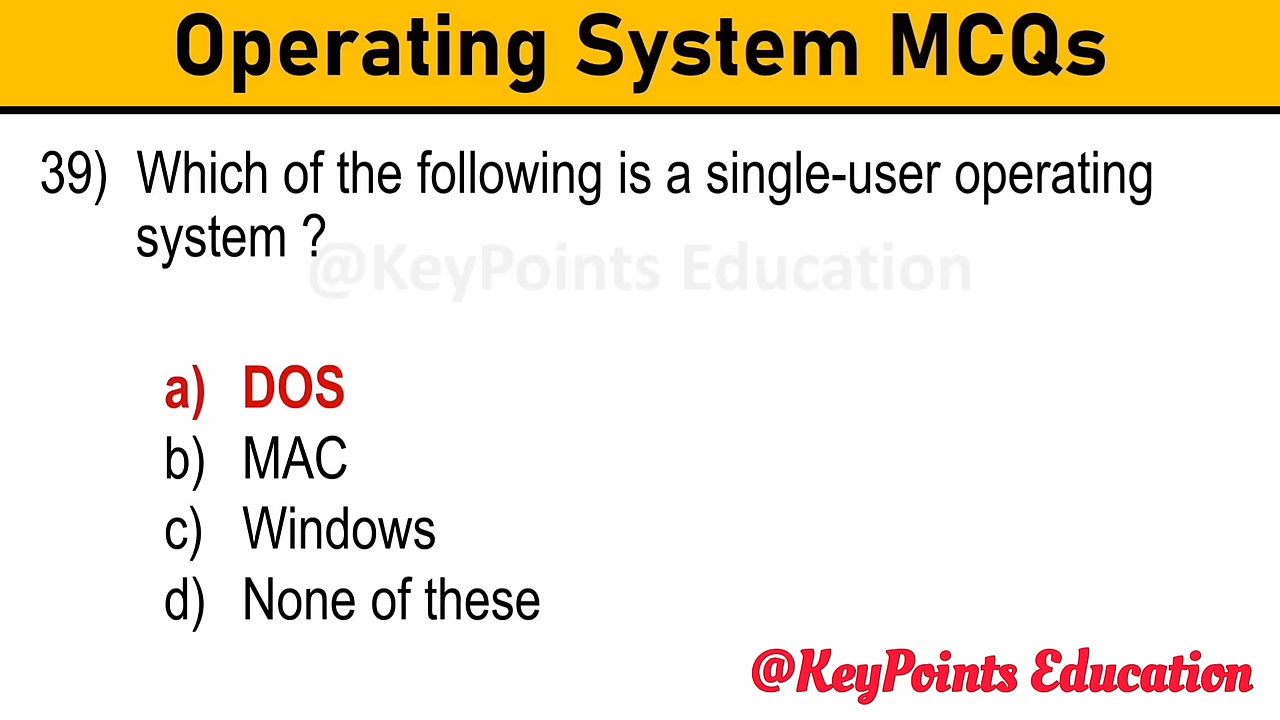 Operating System MCQs
39) Which of the following is a single-user operating
system ?
@KeyPoints Education
a) DOS
b) MAC
c) Windows
d) None of these
@KeyPoints Education